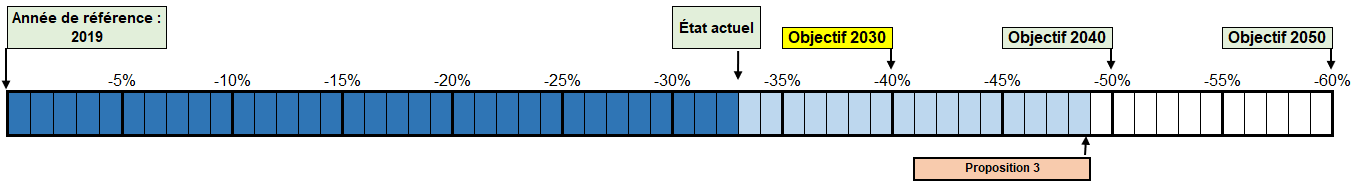 Année de référence :
2019
État actuel
Objectif 2030
Objectif 2040
Objectif 2050
-5% -10% -15% -20% -25% -30% -35% -40% -45% -50% -55% -60%
Proposition 3